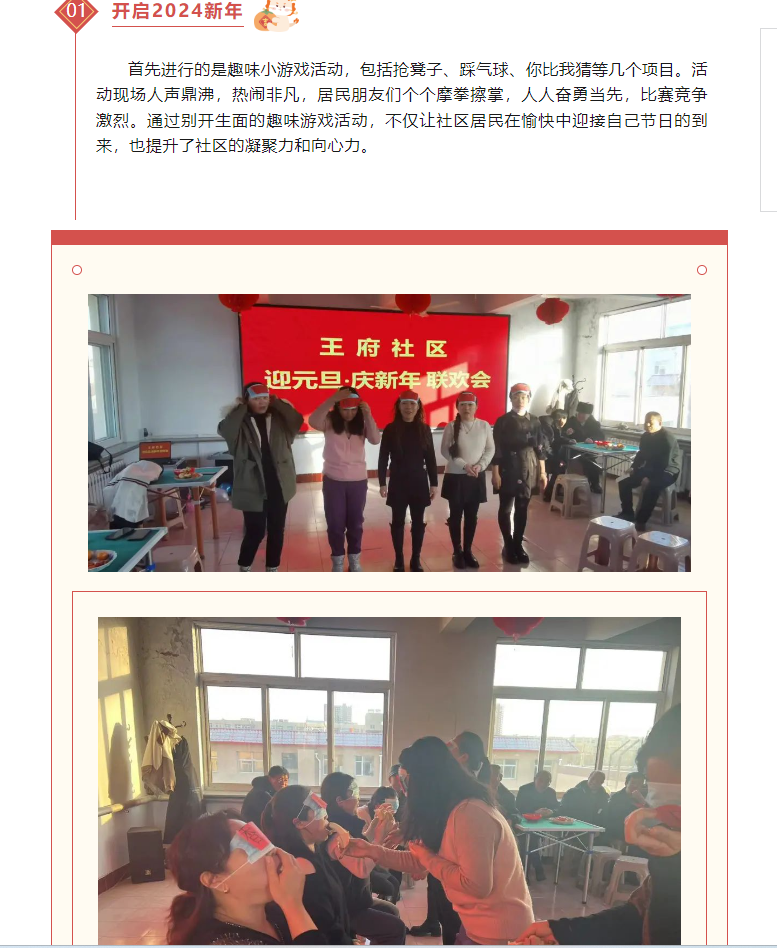 01
开启2024新年
首先进行的是趣味小游戏活动，包括抢凳子、踩气球、你比我猜等几个项目。活
动现场人声鼎沸，热闹非凡，居民朋友们个个摩拳擦掌，人人奋勇当先，比赛竞争
激烈。通过别开生面的趣味游戏活动，不仅让社区居民在愉快中迎接自己节日的到
来，也提升了社区的凝聚力和向心力。
王府社区
迎元旦·庆新年 联欢会